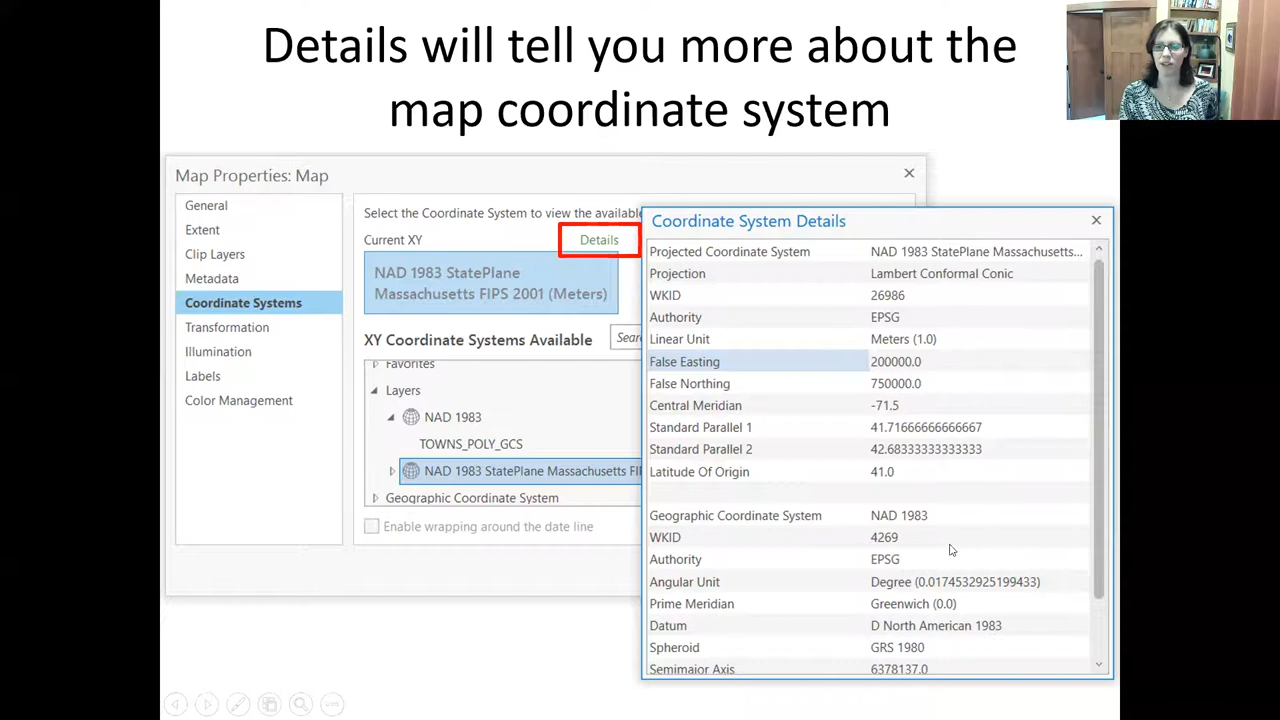 Details will tell you more about the
map coordinate system
Map Properties: Map
General
Extent
Clip Layers
Metadata
Coordinate Systems
Transformation
Illumination
Labels
Color Management
Select the Coordinate System to view the available
Current XY
Details
NAD 1983 StatePlane
Massachusetts FIPS 2001 (Meters)
XY Coordinate Systems Available
Sear
Favorites
Layers
NAD 1983
TOWNS_POLY_GCS
NAD 1983 StatePlane Massachusetts FI
Geographic Coordinate System
Enable wrapping around the date line
Coordinate System Details
Projected Coordinate System NAD 1983 StatePlane Massachusetts...
Projection Lambert Conformal Conic
WKID 26986
Authority EPSG
Linear Unit Meters (1.0)
False Easting 200000.0
False Northing 750000.0
Central Meridian -71.5
Standard Parallel 1 41.71666666666667
Standard Parallel 2 42.68333333333333
Latitude Of Origin 41.0
Geographic Coordinate System NAD 1983
WKID 4269
Authority EPSG
Angular Unit Degree (0.0174532925199433)
Prime Meridian Greenwich (0.0)
Datum D North American 1983
Spheroid GRS 1980
Semimajor Axis 6378137.0